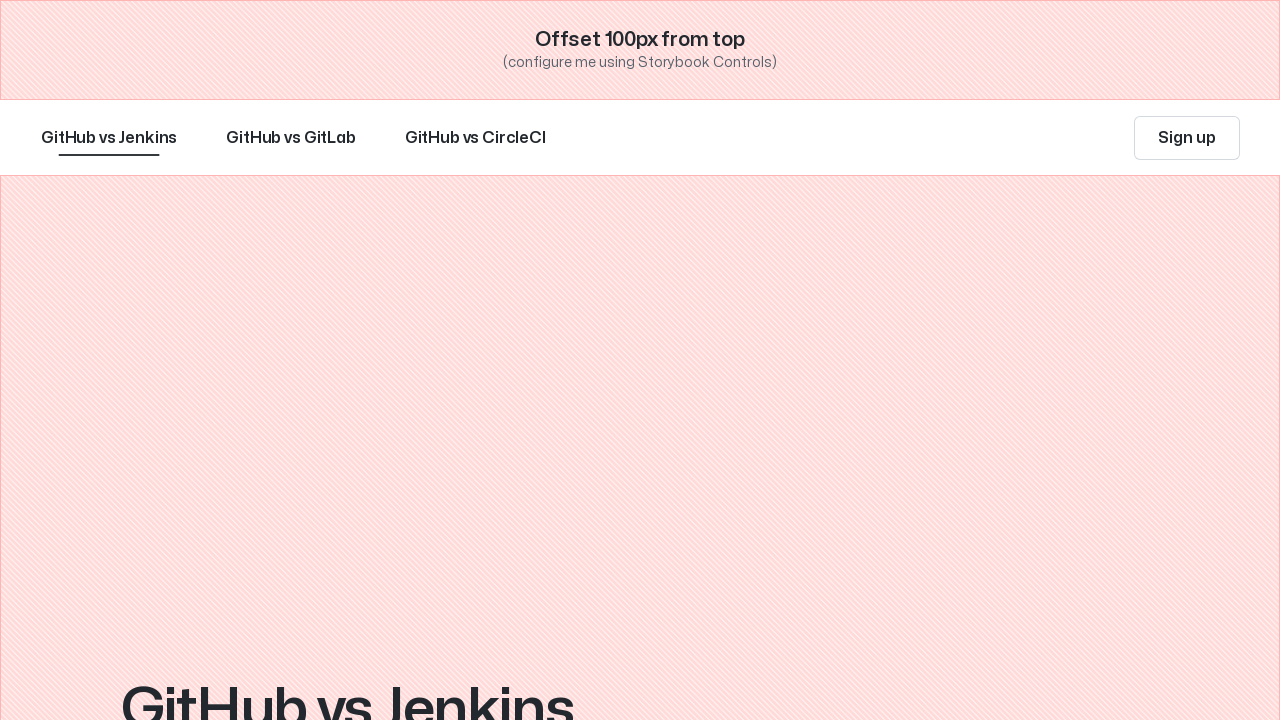 Offset 100px from top
(configure me using Storybook Controls)
GitHub vs Jenkins
GitHub vs GitLab
GitHub vs CircleCI
Sign up
GitHub vs Jenkins